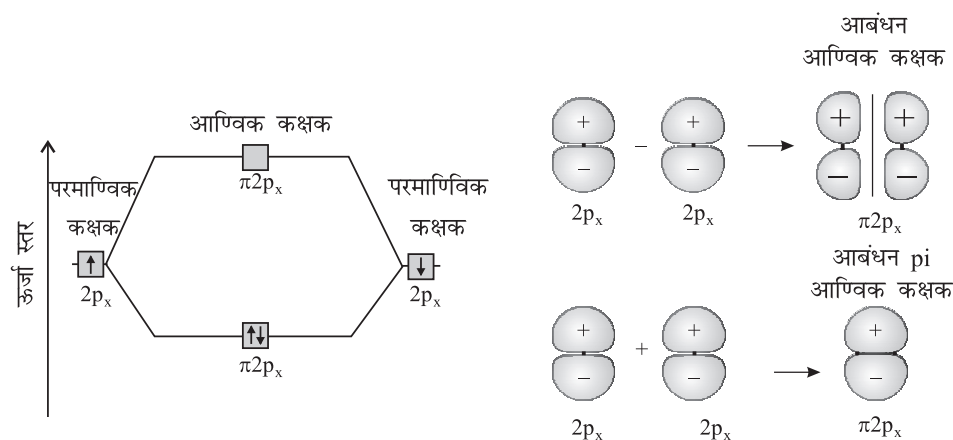 आण्विक कक्षक
π2pₓ
परमाण्विक
कक्षक
2pₓ
परमाण्विक
कक्षक
2pₓ
π2pₓ
ऊर्जा स्तर
आबंधन
आण्विक कक्षक
+ − + − −
+ +
− −
2pₓ 2pₓ
π2pₓ
आबंधन pi
आण्विक कक्षक
+ + + +
− − −
2pₓ 2pₓ
π2pₓ